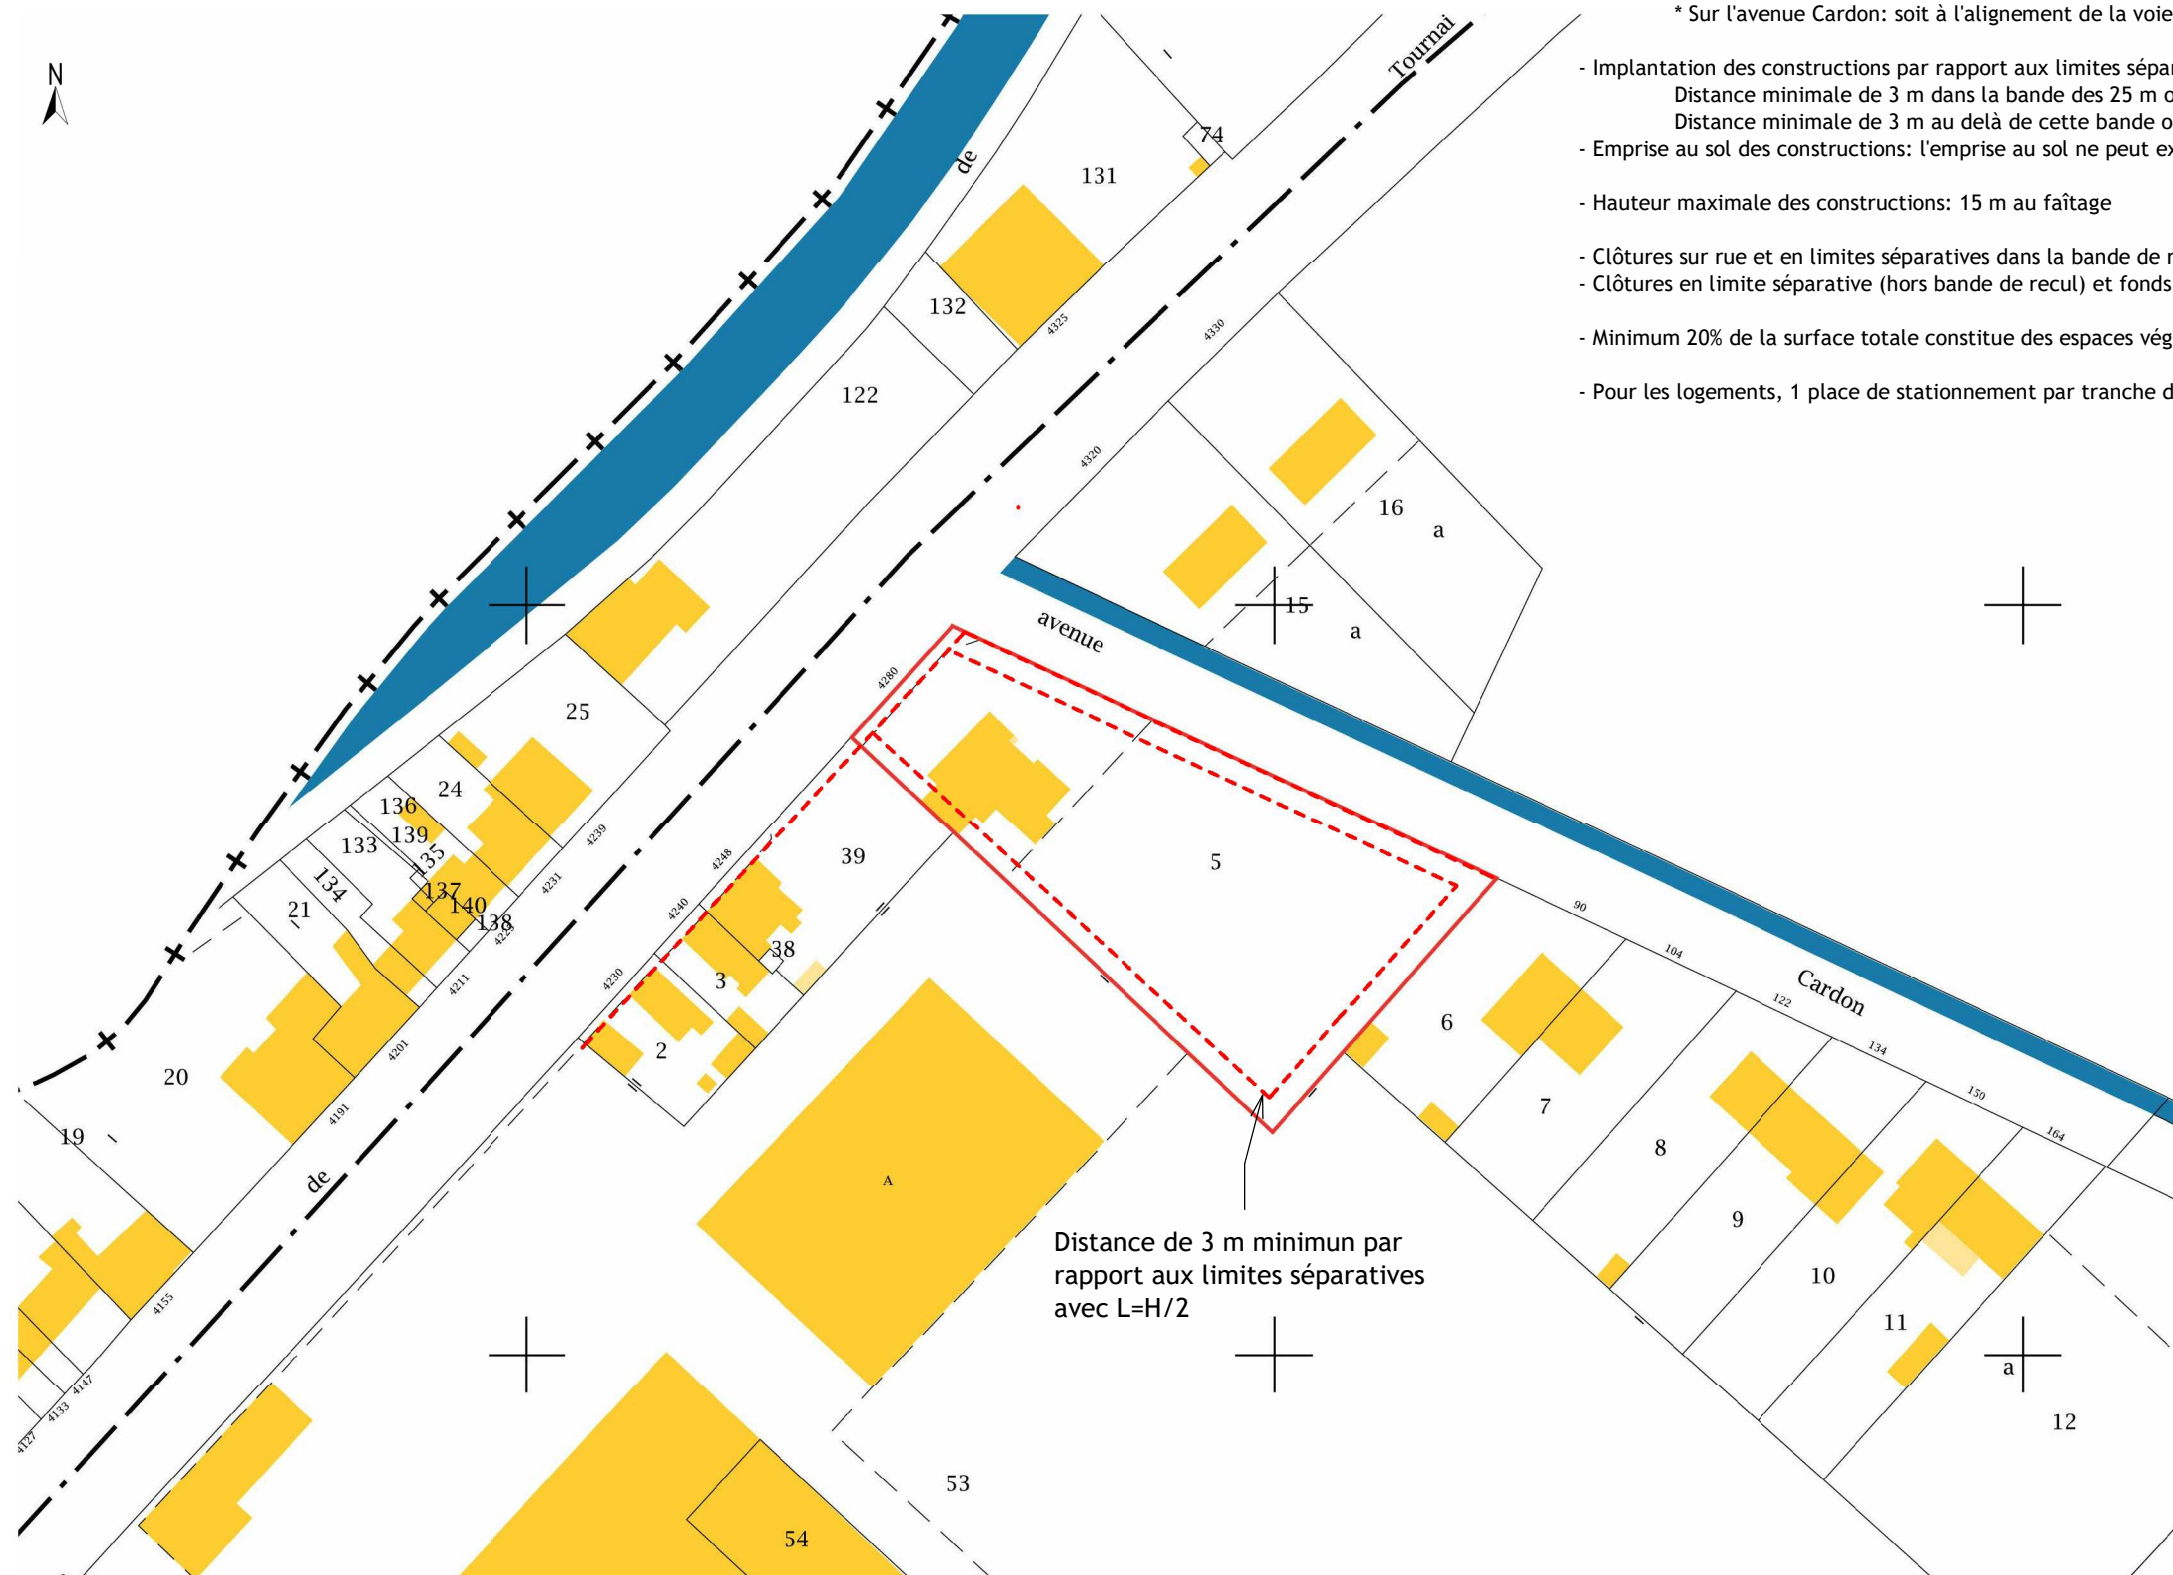 * Sur l'avenue Cardon: soit à l'alignement de la voie
- Implantation des constructions par rapport aux limites sépar
Distance minimale de 3 m dans la bande des 25 m o
Distance minimale de 3 m au delà de cette bande o
- Emprise au sol des constructions: l'emprise au sol ne peut ex
- Hauteur maximale des constructions: 15 m au faîtage
- Clôtures sur rue et en limites séparatives dans la bande de r
- Clôtures en limite séparative (hors bande de recul) et fonds
- Minimum 20% de la surface totale constitue des espaces vég
- Pour les logements, 1 place de stationnement par tranche d
N
Tournai
de
74
131
132
4325
4330
122
4320
16
a
15
a
avenue
4280
25
24
136
139
133
135
134
137
140
138
21
4239
4231
4225
4211
4201
4191
20
19
4248
39
5
4240
38
3
4230
2
90
104
Cardon
122
134
150
164
6
7
8
9
10
11
a
12
A
de
Distance de 3 m minimun par
rapport aux limites séparatives
avec L=H/2
4155
4147
4133
4127
53
54